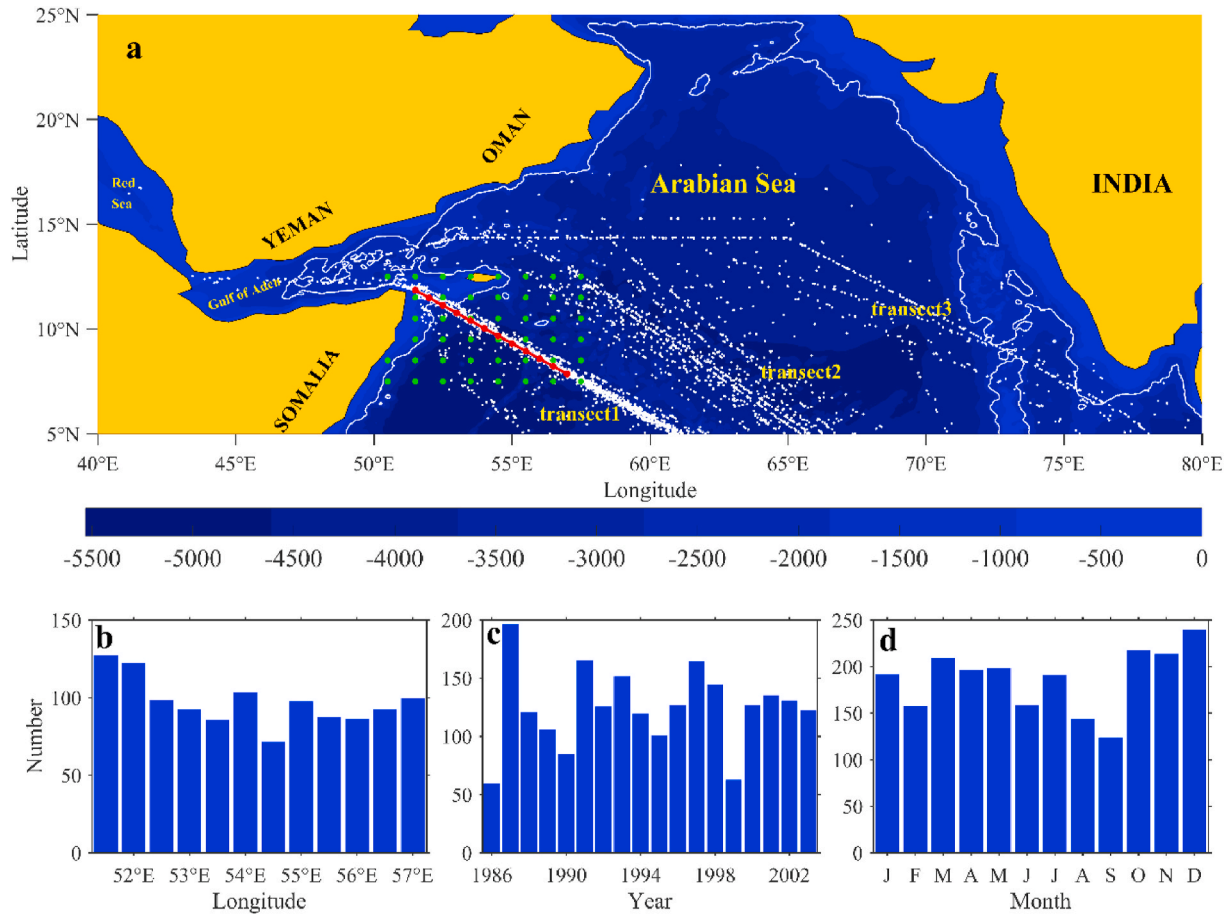 25°N
a
20°N
OMAN
Red
Sea
Arabian Sea
INDIA
Latitude
15°N
YEMAN
Gulf of Aden
10°N
transect3
SOMALIA
transect2
transect1
5°N
40°E 45°E 50°E 55°E 60°E 65°E 70°E 75°E 80°E
Longitude
-5500 -5000 -4500 -4000 -3500 -3000 -2500 -2000 -1500 -1000 -500 0
150
b
100
50
0
Number
52°E 53°E 54°E 55°E 56°E 57°E
Longitude
200
c
150
100
50
0
1986 1990 1994 1998 2002
Year
250
d
200
150
100
50
0
J F M A M J J A S O N D
Month